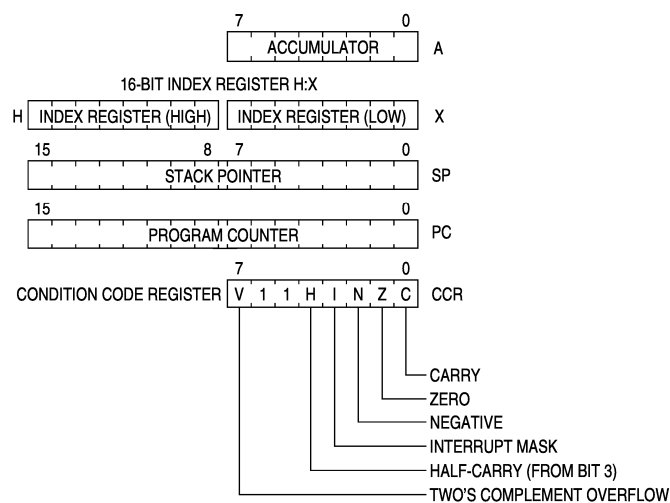 7 0
ACCUMULATOR A
16-BIT INDEX REGISTER H:X
H INDEX REGISTER (HIGH) INDEX REGISTER (LOW) X
15 8 7 0
STACK POINTER SP
15 0
PROGRAM COUNTER PC
7 0
CONDITION CODE REGISTER V 1 1 H I N Z C CCR
CARRY
ZERO
NEGATIVE
INTERRUPT MASK
HALF-CARRY (FROM BIT 3)
TWO'S COMPLEMENT OVERFLOW